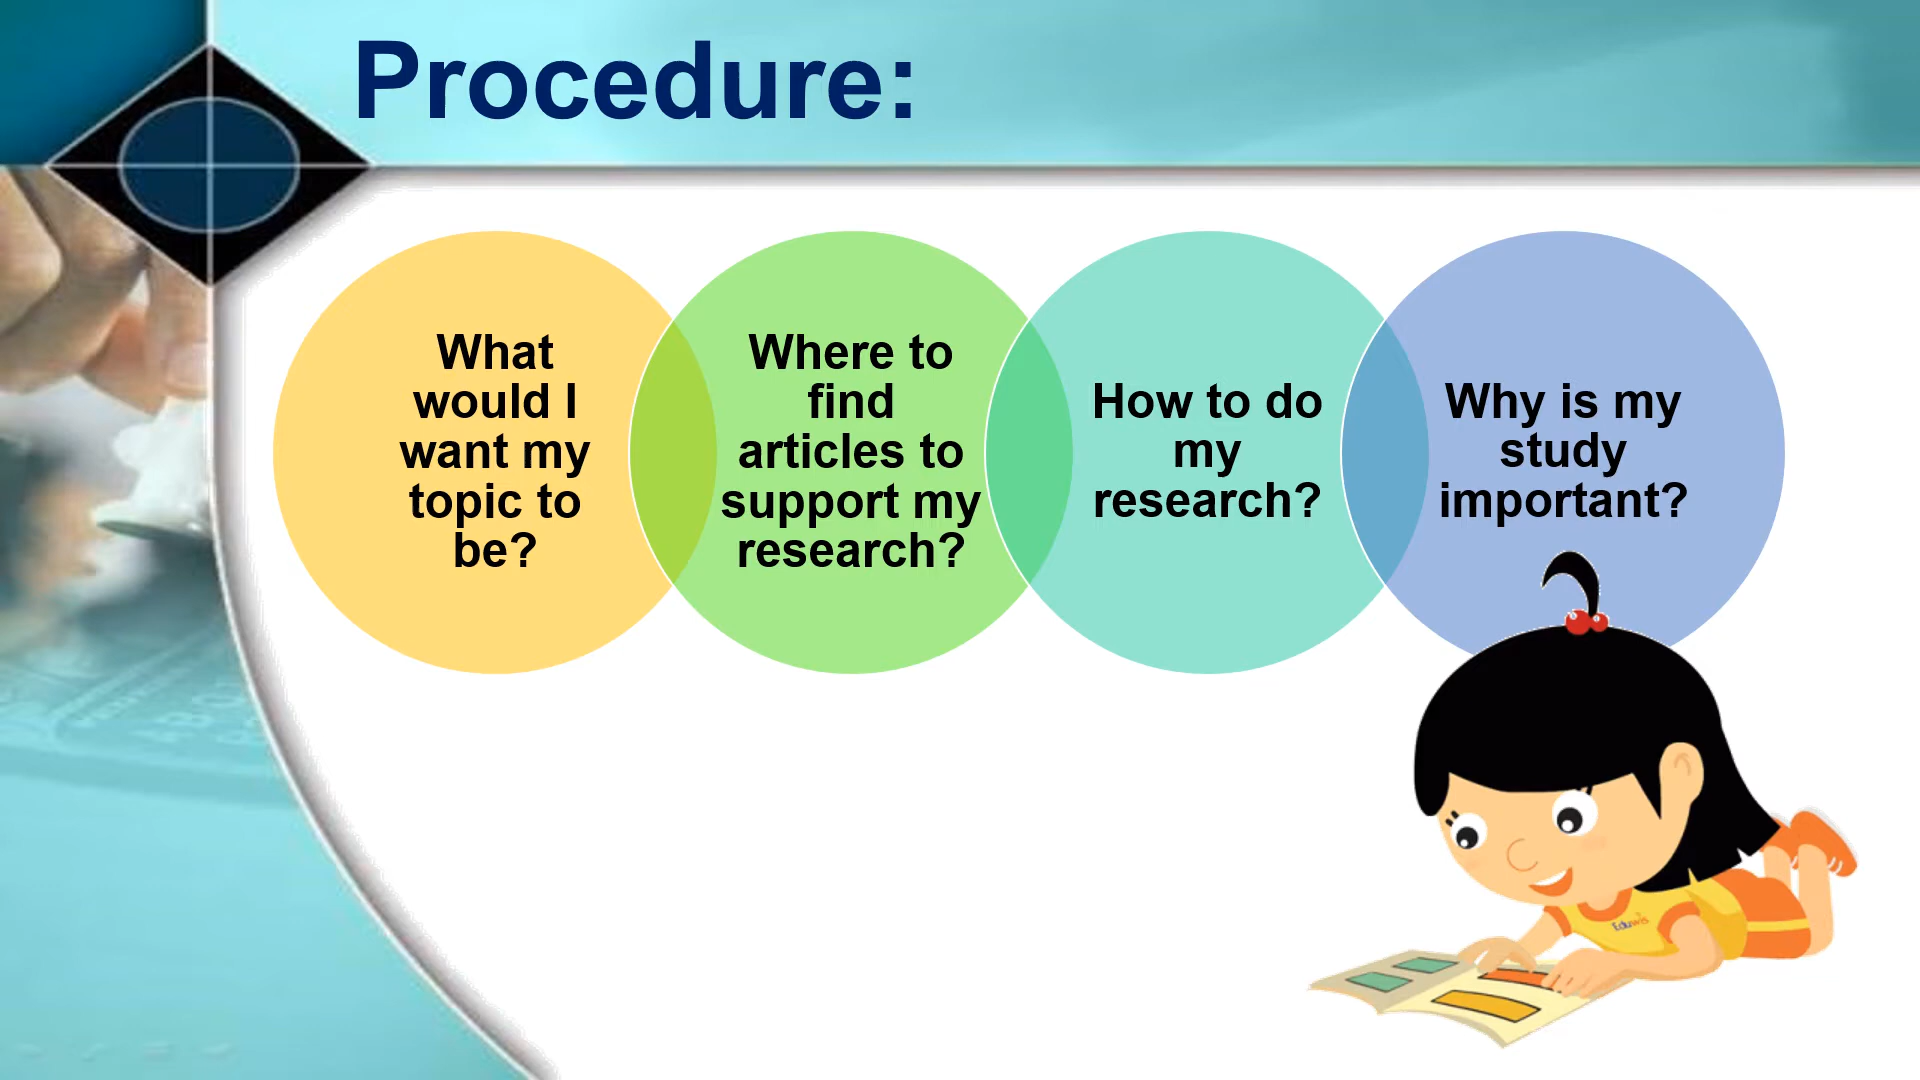 Procedure:
What
would I
want my
topic to
be?
Where to
find
articles to
support my
research?
How to do
my
research?
Why is my
study
important?
Eduwis